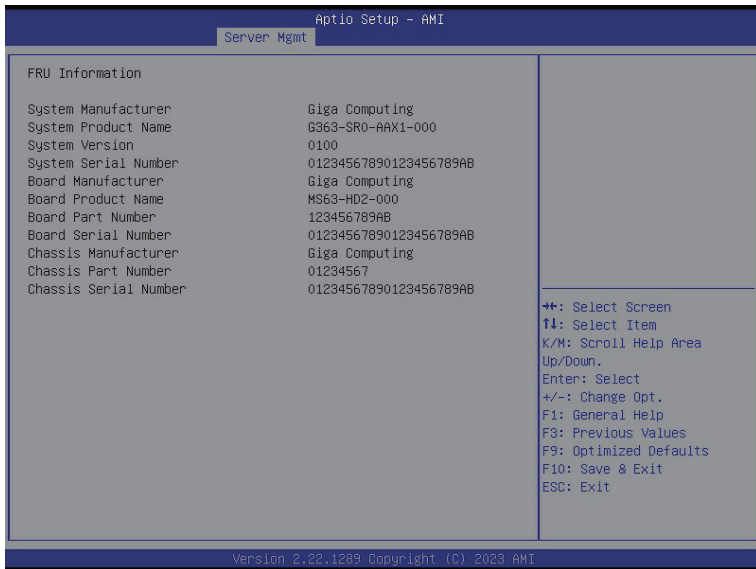 Aptio Setup – AMI
Server Mgmt
FRU Information
System Manufacturer Giga Computing
System Product Name G363-SR0-AAX1-000
System Version 0100
System Serial Number 01234567890123456789AB
Board Manufacturer Giga Computing
Board Product Name MS63-HD2-000
Board Part Number 123456789AB
Board Serial Number 01234567890123456789AB
Chassis Manufacturer Giga Computing
Chassis Part Number 01234567
Chassis Serial Number 01234567890123456789AB
→←: Select Screen
↑↓: Select Item
K/M: Scroll Help Area
Up/Down.
Enter: Select
+/-: Change Opt.
F1: General Help
F3: Previous Values
F9: Optimized Defaults
F10: Save & Exit
ESC: Exit
Version 2.22.1289 Copyright (C) 2023 AMI